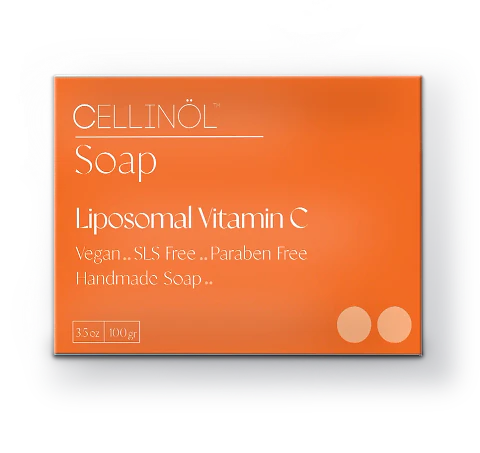 CELLINÖL™
Soap
Liposomal Vitamin C
Vegan .. SLS Free .. Paraben Free
Handmade Soap ..
3.5 oz | 100 gr